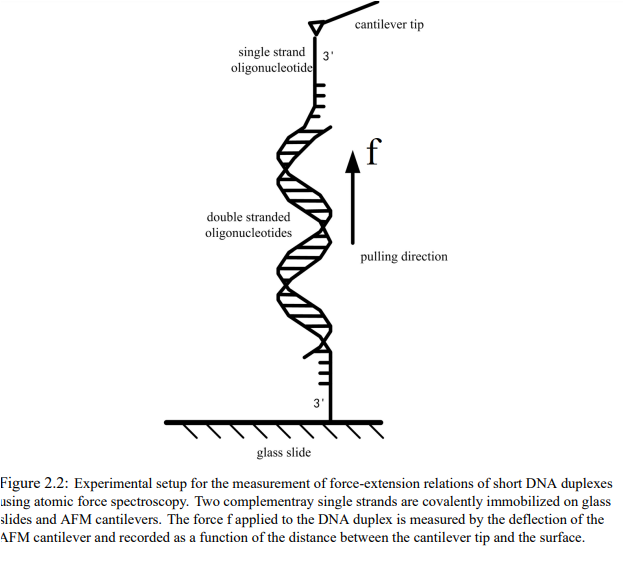 cantilever tip
single strand
oligonucleotide
3'
f
double stranded
oligonucleotides
pulling direction
3'
glass slide
Figure 2.2: Experimental setup for the measurement of force-extension relations of short DNA duplexes
using atomic force spectroscopy. Two complementray single strands are covalently immobilized on glass
slides and AFM cantilevers. The force f applied to the DNA duplex is measured by the deflection of the
AFM cantilever and recorded as a function of the distance between the cantilever tip and the surface.